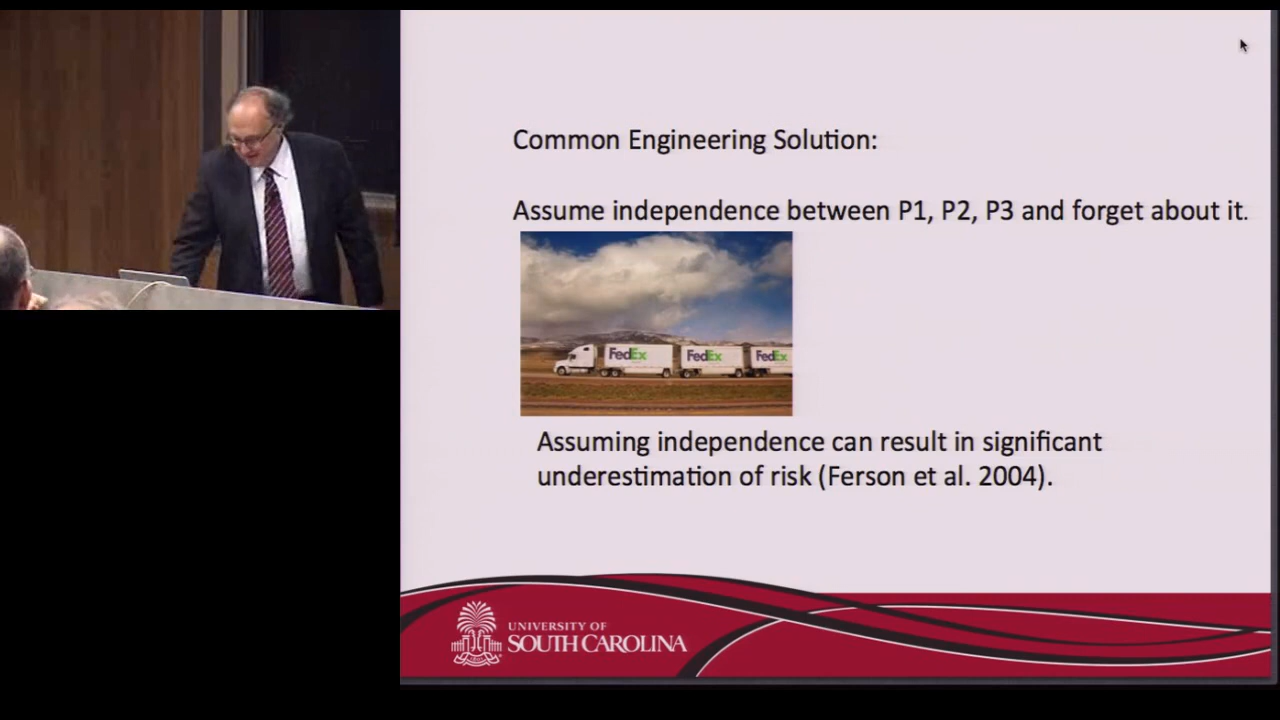 Common Engineering Solution:
Assume independence between P1, P2, P3 and forget about it.
FedEx FedEx FedEx
Assuming independence can result in significant
underestimation of risk (Ferson et al. 2004).
UNIVERSITY OF
SOUTH CAROLINA